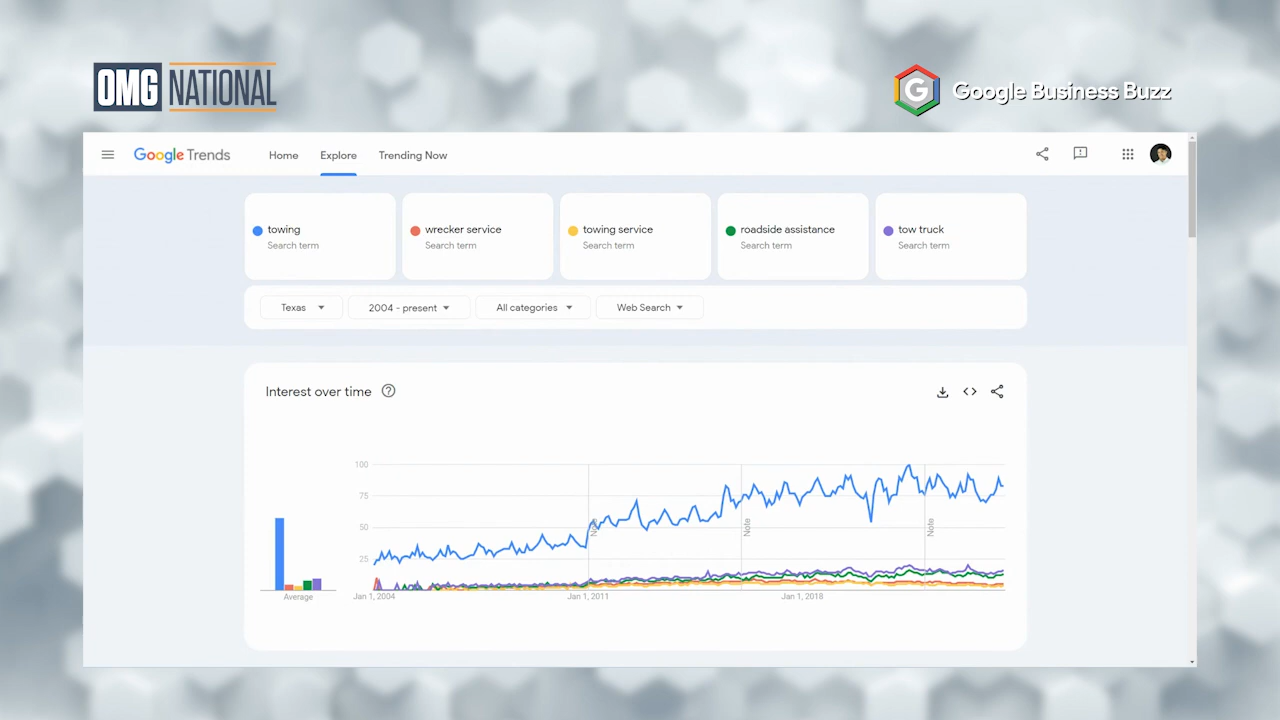 OMG NATIONAL
G Google Business Buzz
Google Trends Home Explore Trending Now
towing wrecker service towing service roadside assistance tow truck
Search term Search term Search term Search term Search term
Texas 2004 - present All categories Web Search
Interest over time ?
100
75
50
25
Note Note Note
Average Jan 1, 2004 Jan 1, 2011 Jan 1, 2018